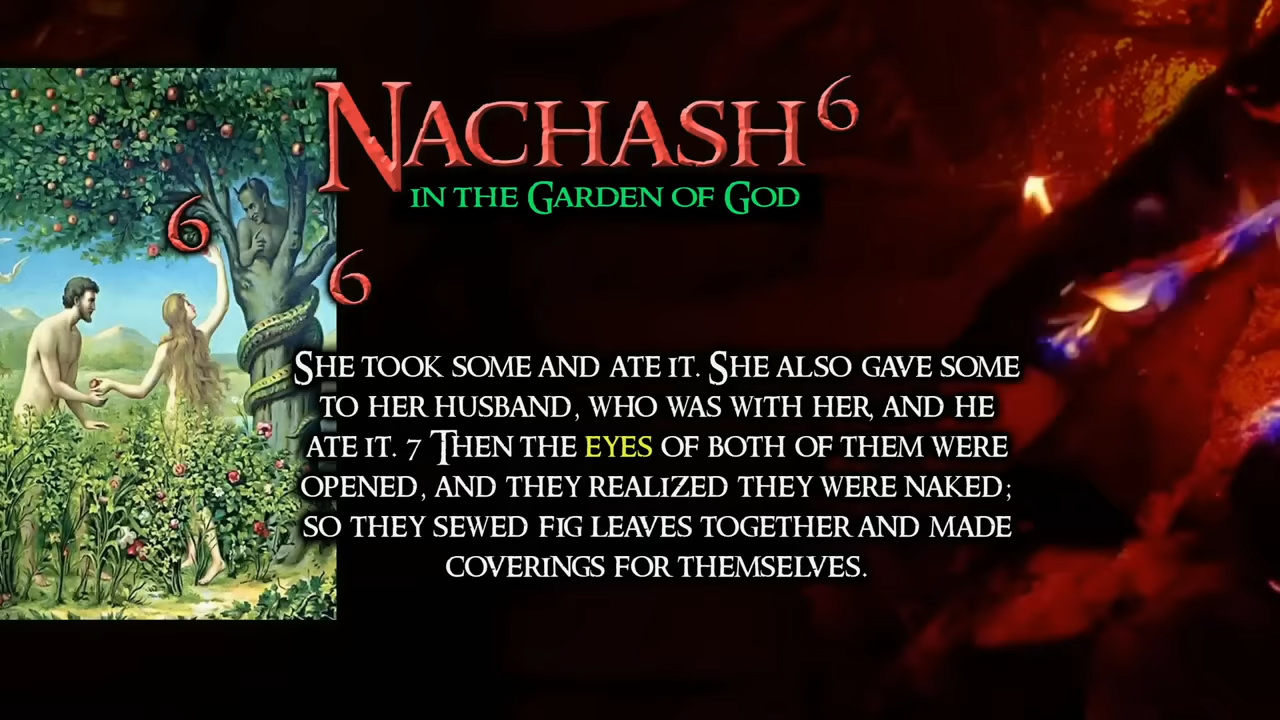 Nachash 6
in the Garden of God
6
6
She took some and ate it. She also gave some
to her husband, who was with her, and he
ate it. 7 Then the eyes of both of them were
opened, and they realized they were naked;
so they sewed fig leaves together and made
coverings for themselves.